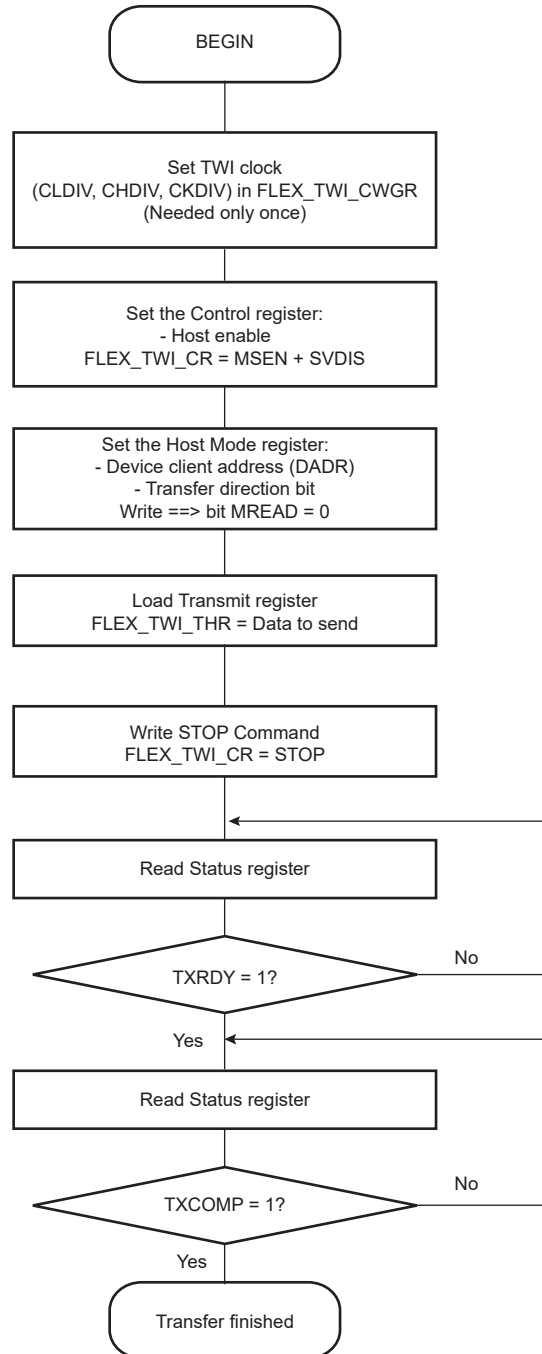 BEGIN
Set TWI clock
(CLDIV, CHDIV, CKDIV) in FLEX_TWI_CWGR
(Needed only once)
Set the Control register:
- Host enable
FLEX_TWI_CR = MSEN + SVDIS
Set the Host Mode register:
- Device client address (DADR)
- Transfer direction bit
Write ==> bit MREAD = 0
Load Transmit register
FLEX_TWI_THR = Data to send
Write STOP Command
FLEX_TWI_CR = STOP
Read Status register
TXRDY = 1?
No
Yes
Read Status register
TXCOMP = 1?
No
Yes
Transfer finished